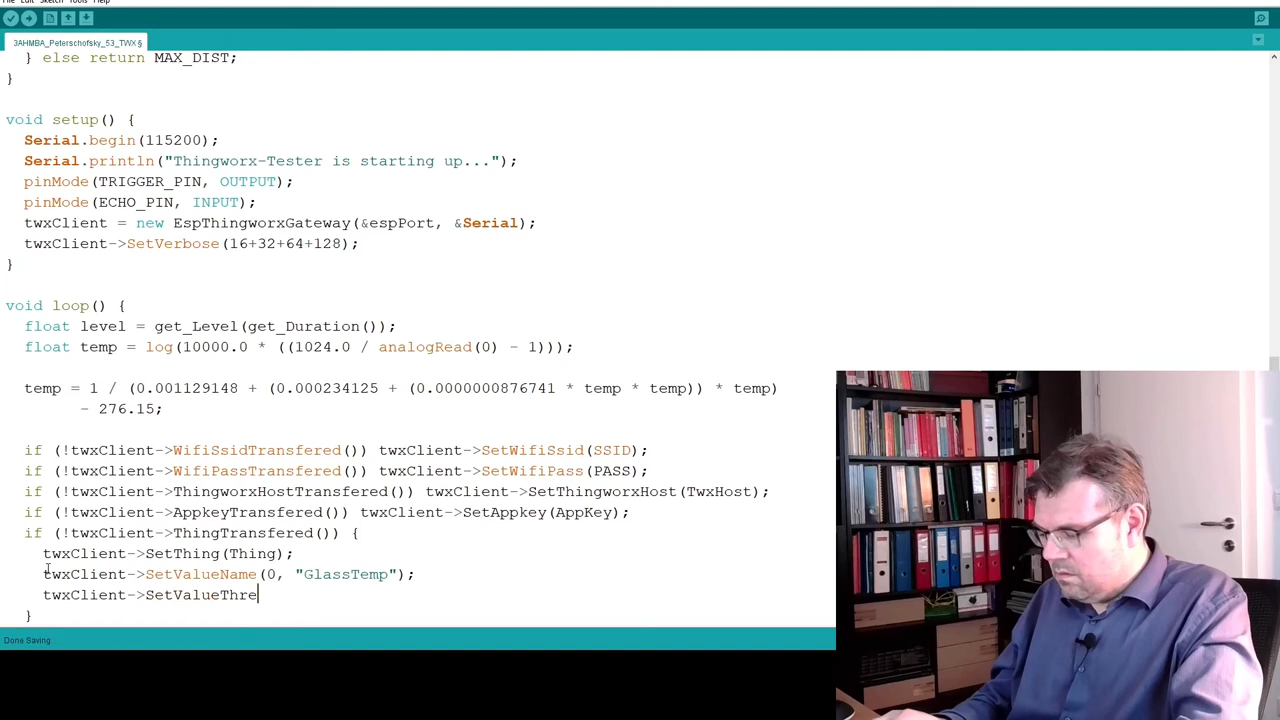 File Edit Sketch Tools Help
3AHMBA_Peterschofsky_53_TWX §
} else return MAX_DIST;
}
void setup() {
Serial.begin(115200);
Serial.println("Thingworx-Tester is starting up...");
pinMode(TRIGGER_PIN, OUTPUT);
pinMode(ECHO_PIN, INPUT);
twxClient = new EspThingworxGateway(&espPort, &Serial);
twxClient->SetVerbose(16+32+64+128);
}
void loop() {
float level = get_Level(get_Duration());
float temp = log(10000.0 * ((1024.0 / analogRead(0) - 1)));
temp = 1 / (0.001129148 + (0.000234125 + (0.0000000876741 * temp * temp)) * temp)
- 276.15;
if (!twxClient->WifiSsidTransfered()) twxClient->SetWifiSsid(SSID);
if (!twxClient->WifiPassTransfered()) twxClient->SetWifiPass(PASS);
if (!twxClient->ThingworxHostTransfered()) twxClient->SetThingworxHost(TwxHost);
if (!twxClient->AppkeyTransfered()) twxClient->SetAppkey(AppKey);
if (!twxClient->ThingTransfered()) {
twxClient->SetThing(Thing);
twxClient->SetValueName(0, "GlassTemp");
twxClient->SetValueThre
}
Done Saving